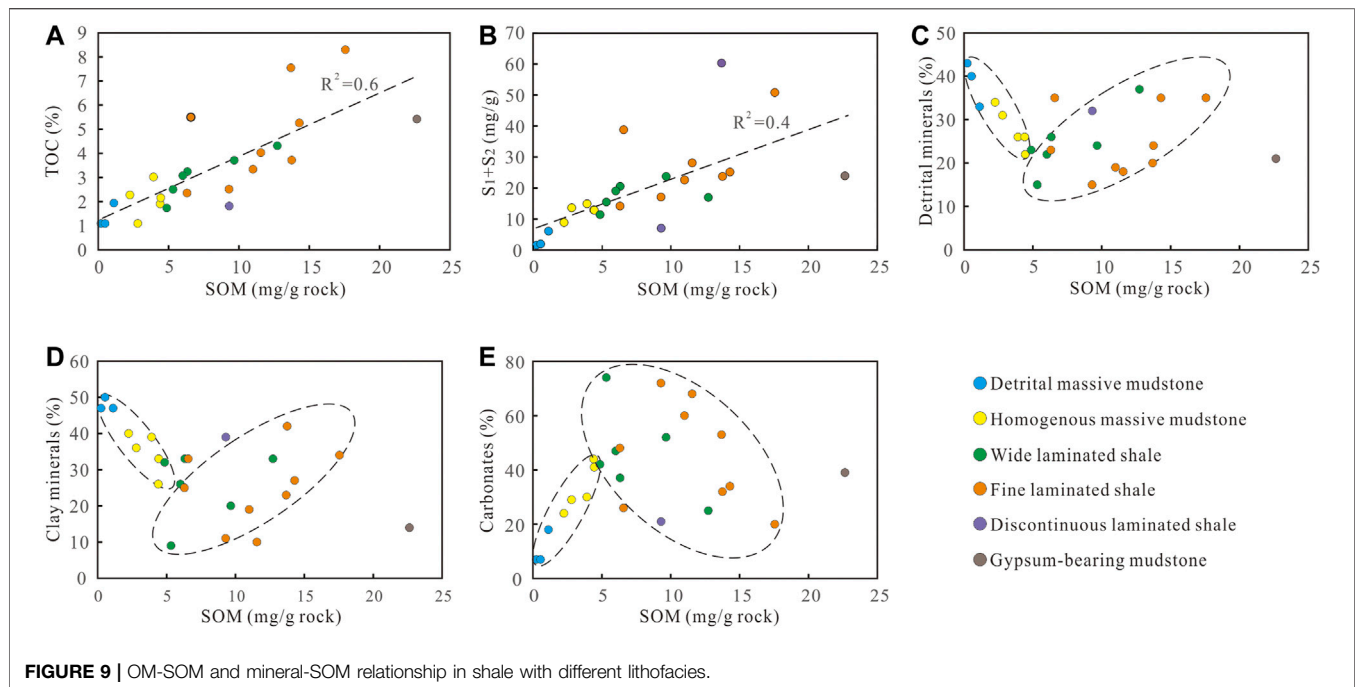 A
TOC (%)
9
8
7
6
5
4
3
2
1
0
R²=0.6
0 5 10 15 20 25
SOM (mg/g rock)
B
S₁+S₂ (mg/g)
70
60
50
40
30
20
10
0
R²=0.4
0 5 10 15 20 25
SOM (mg/g rock)
C
Detrital minerals (%)
50
40
30
20
10
0
0 5 10 15 20 25
SOM (mg/g rock)
D
Clay minerals (%)
60
50
40
30
20
10
0
0 5 10 15 20 25
SOM (mg/g rock)
E
Carbonates (%)
80
60
40
20
0
0 5 10 15 20 25
SOM (mg/g rock)
Detrital massive mudstone
Homogenous massive mudstone
Wide laminated shale
Fine laminated shale
Discontinuous laminated shale
Gypsum-bearing mudstone
FIGURE 9 | OM-SOM and mineral-SOM relationship in shale with different lithofacies.